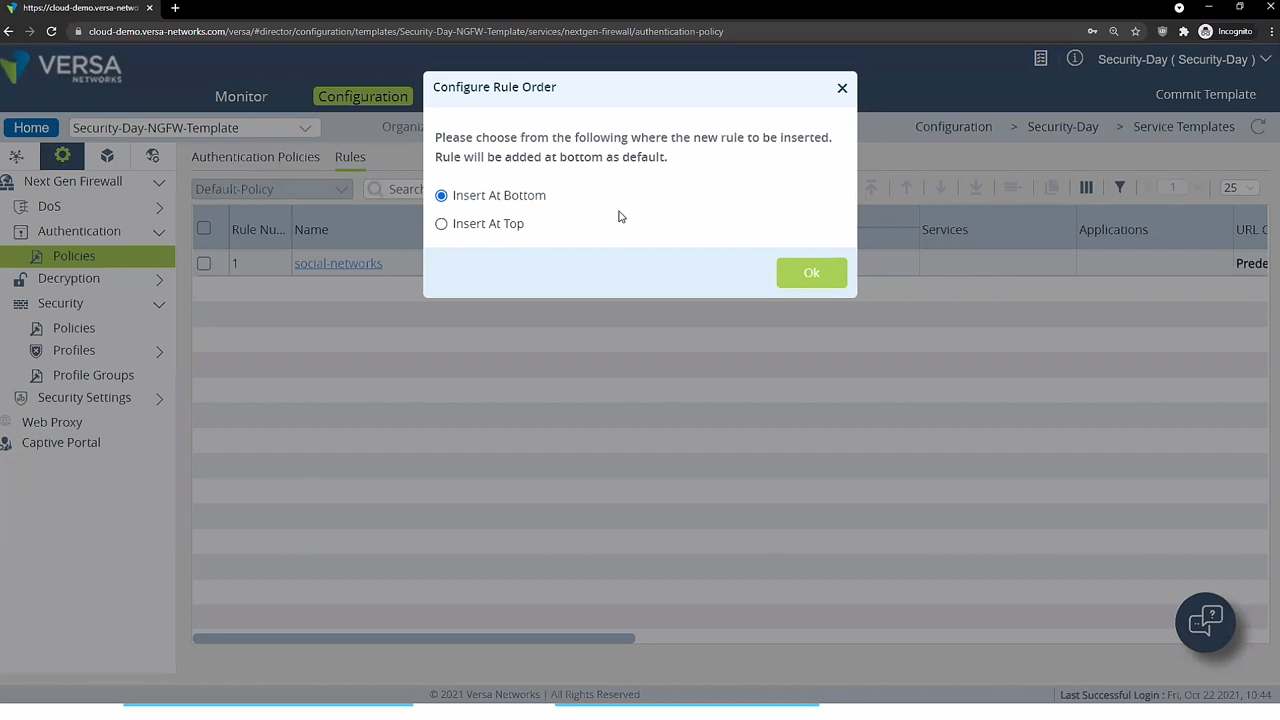 https://cloud-demo.versa-netwo
cloud-demo.versa-networks.com/versa/#director/configuration/templates/Security-Day-NGFW-Template/services/nextgen-firewall/authentication-policy
Incognito
VERSA
NETWORKS
Monitor
Configuration
Security-Day ( Security-Day )
Commit Template
Home
Security-Day-NGFW-Template
Organiz
Configuration > Security-Day > Service Templates
Authentication Policies
Rules
Default-Policy
Search
1
25
Next Gen Firewall
DoS
Authentication
Policies
Decryption
Security
Policies
Profiles
Profile Groups
Security Settings
Web Proxy
Captive Portal
Rule Nu...
Name
Services
Applications
URL C
1
social-networks
Prede
Configure Rule Order
Please choose from the following where the new rule to be inserted.
Rule will be added at bottom as default.
Insert At Bottom
Insert At Top
Ok
© 2021 Versa Networks | All Rights Reserved
Last Successful Login : Fri, Oct 22 2021, 10:44